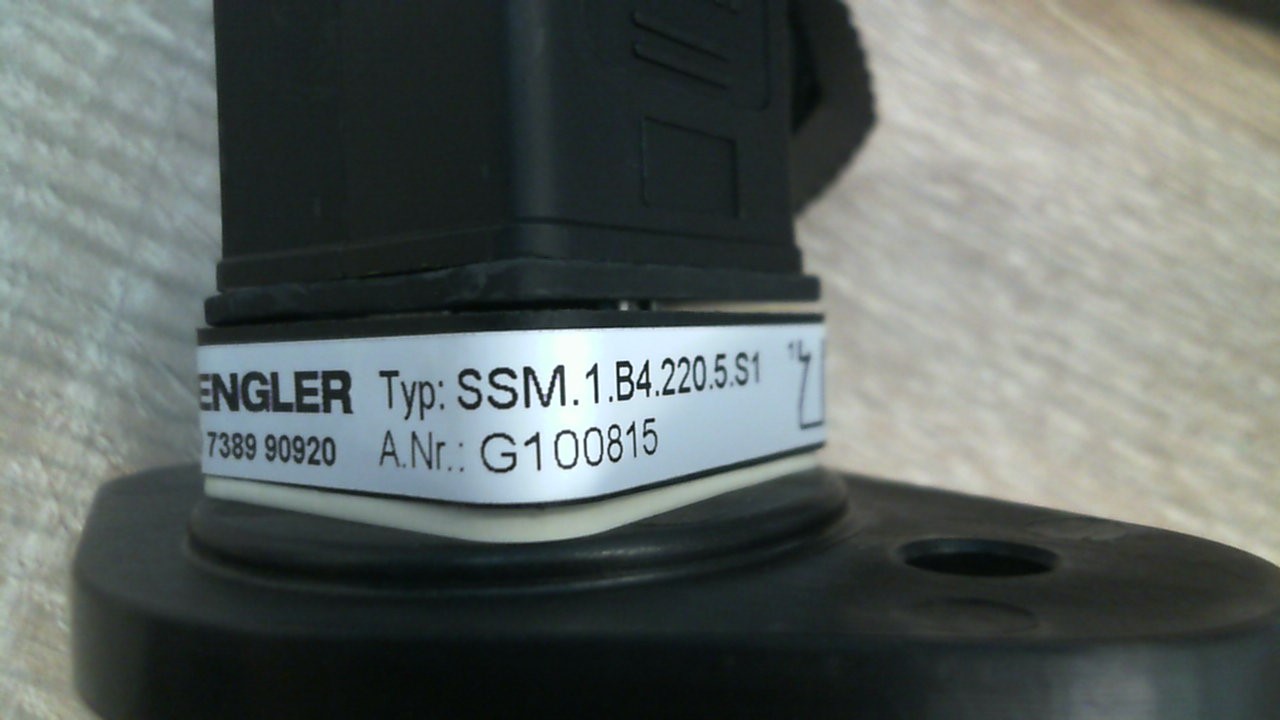 ENGLER Typ: SSM.1.B4.220.5.S1
7389 90920 A.Nr.: G100815